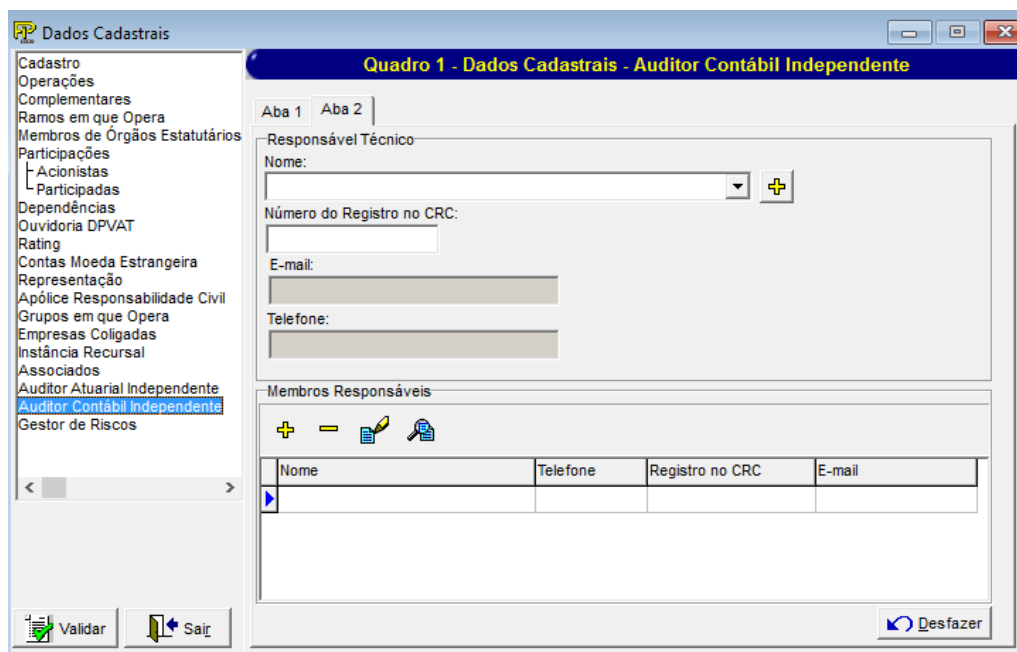 Dados Cadastrais
Cadastro
Operações
Complementares
Ramos em que Opera
Membros de Órgãos Estatutários
Participações
Acionistas
Participadas
Dependências
Ouvidoria DPVAT
Rating
Contas Moeda Estrangeira
Representação
Apólice Responsabilidade Civil
Grupos em que Opera
Empresas Coligadas
Instância Recursal
Associados
Auditor Atuarial Independente
Auditor Contábil Independente
Gestor de Riscos
Validar
Sair
Quadro 1 - Dados Cadastrais - Auditor Contábil Independente
Aba 1 Aba 2
Responsável Técnico
Nome:
Número do Registro no CRC:
E-mail:
Telefone:
Membros Responsáveis
Nome Telefone Registro no CRC E-mail
Desfazer